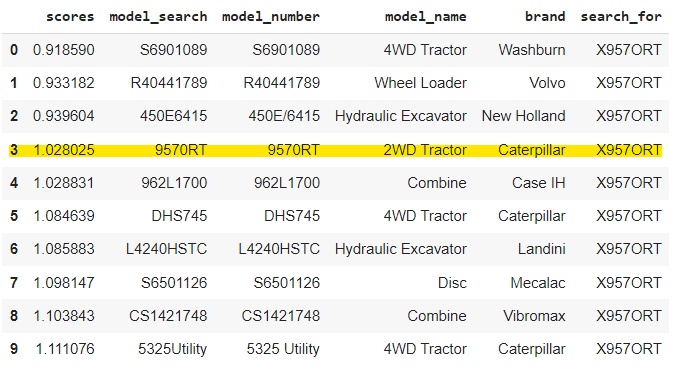 scores model_search model_number model_name brand search_for
0 0.918590 S6901089 S6901089 4WD Tractor Washburn X957ORT
1 0.933182 R40441789 R40441789 Wheel Loader Volvo X957ORT
2 0.939604 450E6415 450E/6415 Hydraulic Excavator New Holland X957ORT
3 1.028025 9570RT 9570RT 2WD Tractor Caterpillar X957ORT
4 1.028831 962L1700 962L1700 Combine Case IH X957ORT
5 1.084639 DHS745 DHS745 4WD Tractor Caterpillar X957ORT
6 1.085883 L4240HSTC L4240HSTC Hydraulic Excavator Landini X957ORT
7 1.098147 S6501126 S6501126 Disc Mecalac X957ORT
8 1.103843 CS1421748 CS1421748 Combine Vibromax X957ORT
9 1.111076 5325Utility 5325 Utility 4WD Tractor Caterpillar X957ORT